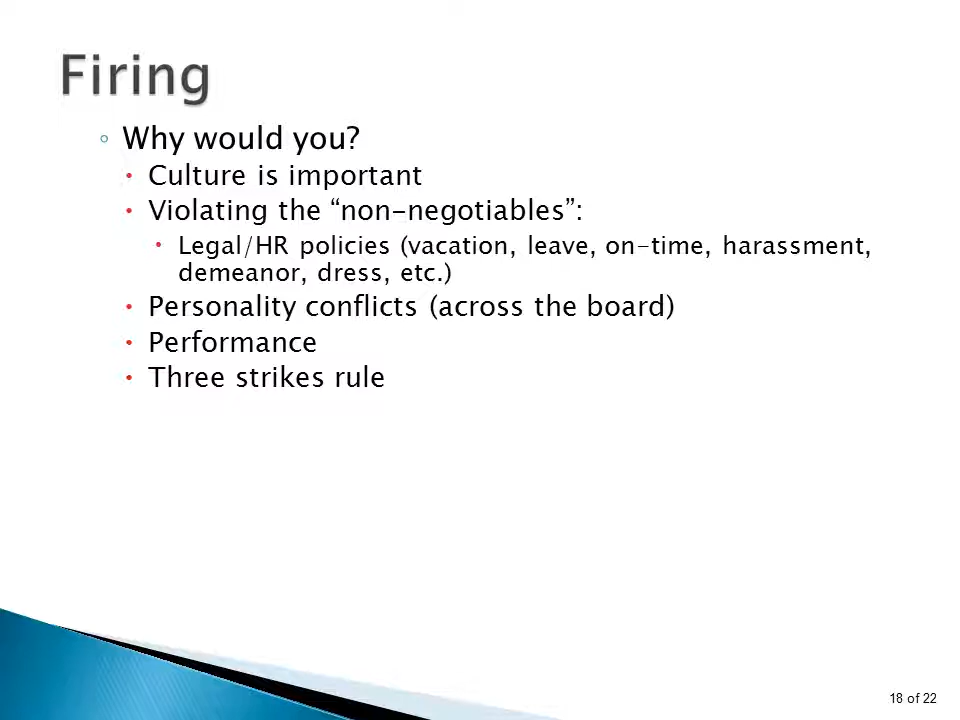 Firing
◦ Why would you?
• Culture is important
• Violating the “non-negotiables”:
• Legal/HR policies (vacation, leave, on-time, harassment,
demeanor, dress, etc.)
• Personality conflicts (across the board)
• Performance
• Three strikes rule
18 of 22